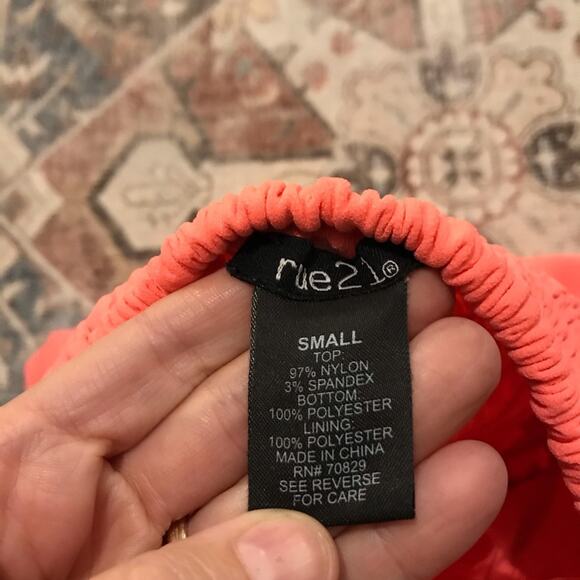 rue21®
SMALL
TOP:
97% NYLON
3% SPANDEX
BOTTOM:
100% POLYESTER
LINING:
100% POLYESTER
MADE IN CHINA
RN# 70829
SEE REVERSE
FOR CARE